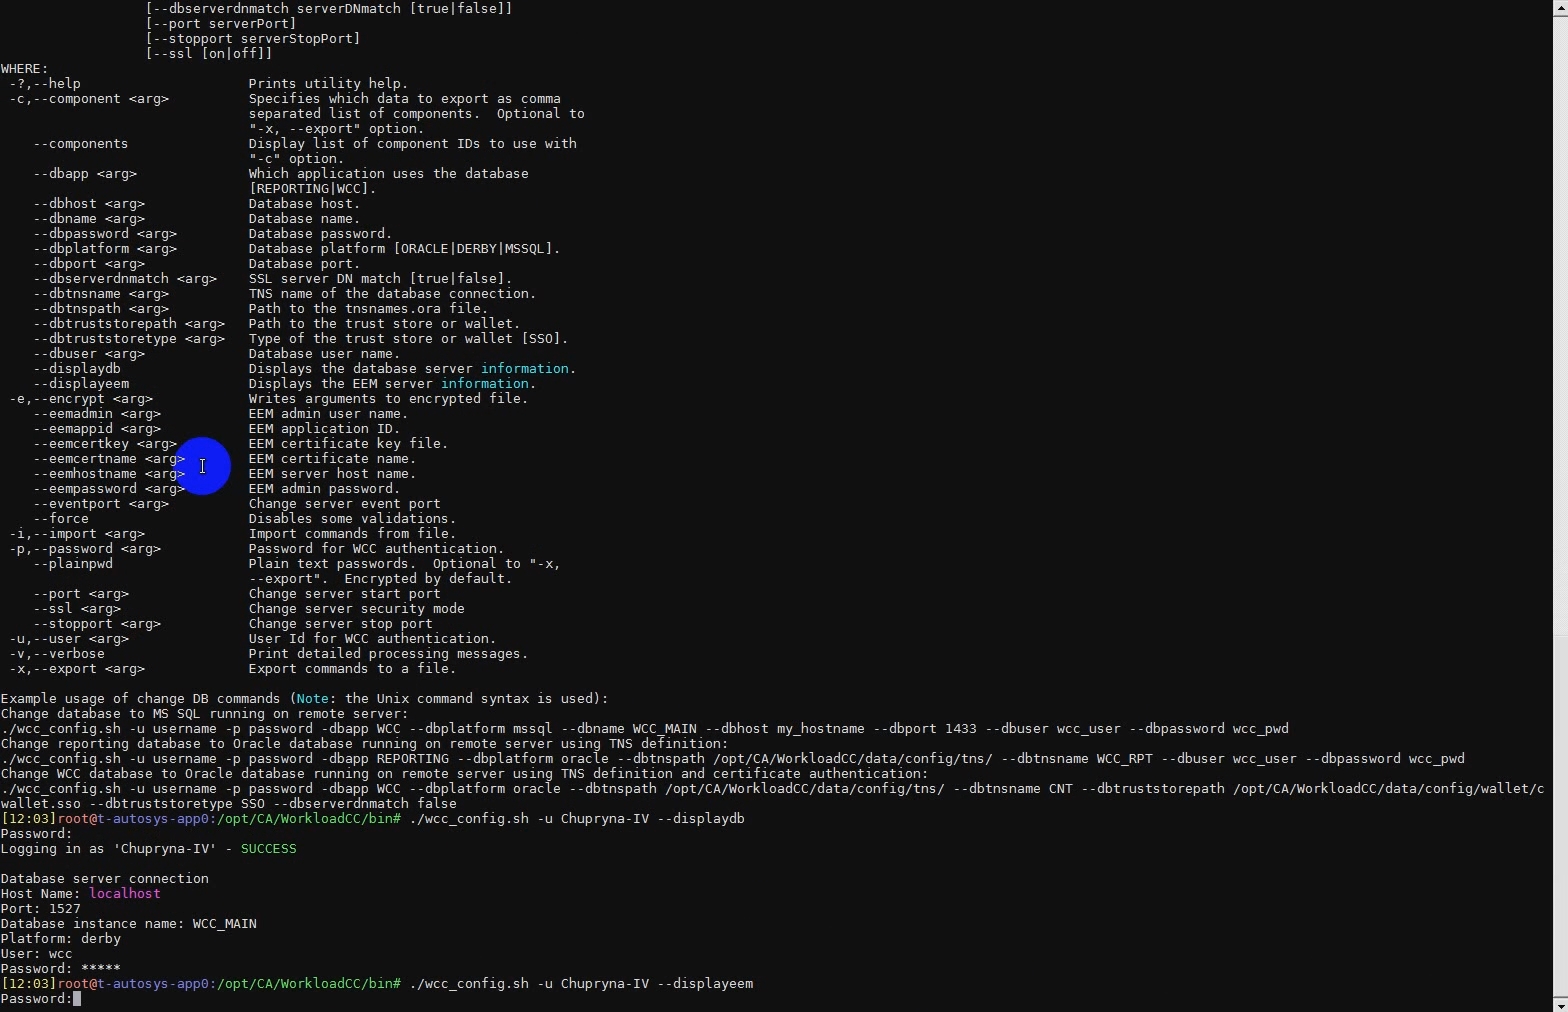 [--dbserverdnmatch serverDNmatch [true|false]]
[--port serverPort]
[--stopport serverStopPort]
[--ssl [on|off]]
WHERE:
-?,--help Prints utility help.
-c,--component <arg> Specifies which data to export as comma
separated list of components. Optional to
"-x, --export" option.
--components Display list of component IDs to use with
"-c" option.
--dbapp <arg> Which application uses the database
[REPORTING|WCC].
--dbhost <arg> Database host.
--dbname <arg> Database name.
--dbpassword <arg> Database password.
--dbplatform <arg> Database platform [ORACLE|DERBY|MSSQL].
--dbport <arg> Database port.
--dbserverdnmatch <arg> SSL server DN match [true|false].
--dbtnsname <arg> TNS name of the database connection.
--dbtnspath <arg> Path to the tnsnames.ora file.
--dbtruststorepath <arg> Path to the trust store or wallet.
--dbtruststoretype <arg> Type of the trust store or wallet [SSO].
--dbuser <arg> Database user name.
--displaydb Displays the database server information.
--displayeem Displays the EEM server information.
-e,--encrypt <arg> Writes arguments to encrypted file.
--eemadmin <arg> EEM admin user name.
--eemappid <arg> EEM application ID.
--eemcertkey <arg> EEM certificate key file.
--eemcertname <arg> EEM certificate name.
--eemhostname <arg> EEM server host name.
--eempassword <arg> EEM admin password.
--eventport <arg> Change server event port
--force Disables some validations.
-i,--import <arg> Import commands from file.
-p,--password <arg> Password for WCC authentication.
--plainpwd Plain text passwords. Optional to "-x,
--export". Encrypted by default.
--port <arg> Change server start port
--ssl <arg> Change server security mode
--stopport <arg> Change server stop port
-u,--user <arg> User Id for WCC authentication.
-v,--verbose Print detailed processing messages.
-x,--export <arg> Export commands to a file.
Example usage of change DB commands (Note: the Unix command syntax is used):
Change database to MS SQL running on remote server:
./wcc_config.sh -u username -p password -dbapp WCC --dbplatform mssql --dbname WCC_MAIN --dbhost my_hostname --dbport 1433 --dbuser wcc_user --dbpassword wcc_pwd
Change reporting database to Oracle database running on remote server using TNS definition:
./wcc_config.sh -u username -p password -dbapp REPORTING --dbplatform oracle --dbtnspath /opt/CA/WorkloadCC/data/config/tns/ --dbtnsname WCC_RPT --dbuser wcc_user --dbpassword wcc_pwd
Change WCC database to Oracle database running on remote server using TNS definition and certificate authentication:
./wcc_config.sh -u username -p password -dbapp WCC --dbplatform oracle --dbtnspath /opt/CA/WorkloadCC/data/config/tns/ --dbtnsname CNT --dbtruststorepath /opt/CA/WorkloadCC/data/config/wallet/c
wallet.sso --dbtruststoretype SSO --dbserverdnmatch false
[12:03]root@t-autosys-app0:/opt/CA/WorkloadCC/bin# ./wcc_config.sh -u Chupryna-IV --displaydb
Password:
Logging in as 'Chupryna-IV' - SUCCESS
Database server connection
Host Name: localhost
Port: 1527
Database instance name: WCC_MAIN
Platform: derby
User: wcc
Password: *****
[12:03]root@t-autosys-app0:/opt/CA/WorkloadCC/bin# ./wcc_config.sh -u Chupryna-IV --displayeem
Password: